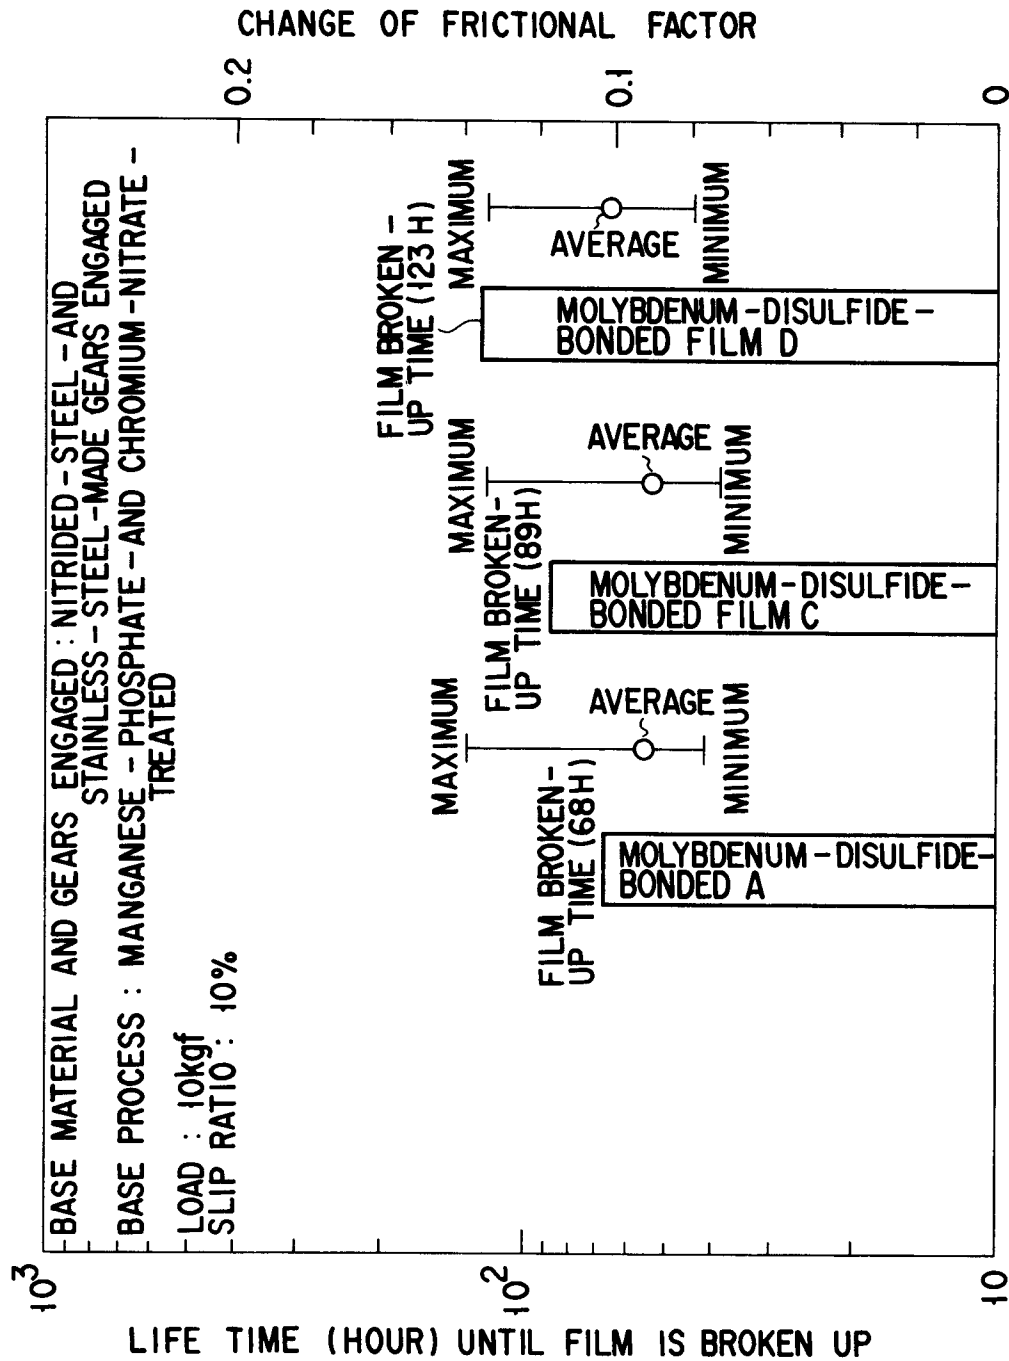 CHANGE OF FRICTIONAL FACTOR
0.2
0.1
0
BASE MATERIAL AND GEARS ENGAGED : NITRIDED-STEEL-AND
STAINLESS-STEEL-MADE GEARS ENGAGED
BASE PROCESS : MANGANESE-PHOSPHATE-AND CHROMIUM-NITRATE-
TREATED
LOAD : 10kgf
SLIP RATIO : 10%
FILM BROKEN-
UP TIME (68H)
MAXIMUM
AVERAGE
MINIMUM
MOLYBDENUM-DISULFIDE-
BONDED A
FILM BROKEN-
UP TIME (89H)
MAXIMUM
AVERAGE
MINIMUM
MOLYBDENUM-DISULFIDE-
BONDED FILM C
FILM BROKEN-
UP TIME (123H)
MAXIMUM
AVERAGE
MINIMUM
MOLYBDENUM-DISULFIDE-
BONDED FILM D
10³
10²
10
LIFE TIME (HOUR) UNTIL FILM IS BROKEN UP